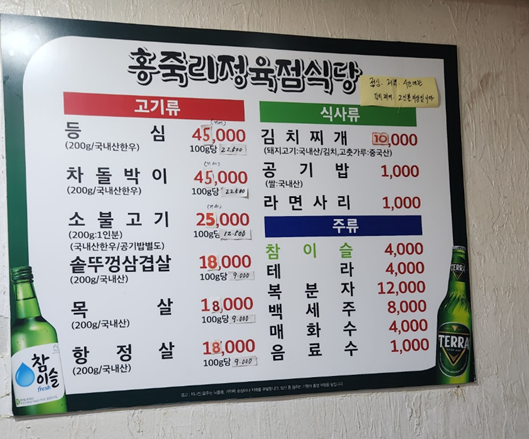 홍죽리정육점식당
고기류
등심 45,000
(200g/국내산한우) 100g당 22,500
차돌박이 45,000
(200g/국내산한우) 100g당 22,500
소불고기 25,000
(200g:1인분) 100g당 12,500
(국내산한우/공기밥별도)
솥뚜껑삼겹살 18,000
(200g/국내산) 100g당 9,000
목살 18,000
(200g/국내산) 100g당 9,000
항정살 18,000
(200g/국내산) 100g당 9,000
식사류
김치찌개 10,000
(돼지고기:국내산/김치,고춧가루:중국산)
공기밥 1,000
(쌀:국내산)
라면사리 1,000
주류
참이슬 4,000
테라 4,000
복분자 12,000
백세주 8,000
매화수 4,000
음료수 1,000
참이슬
fresh
TERRA
TERRA